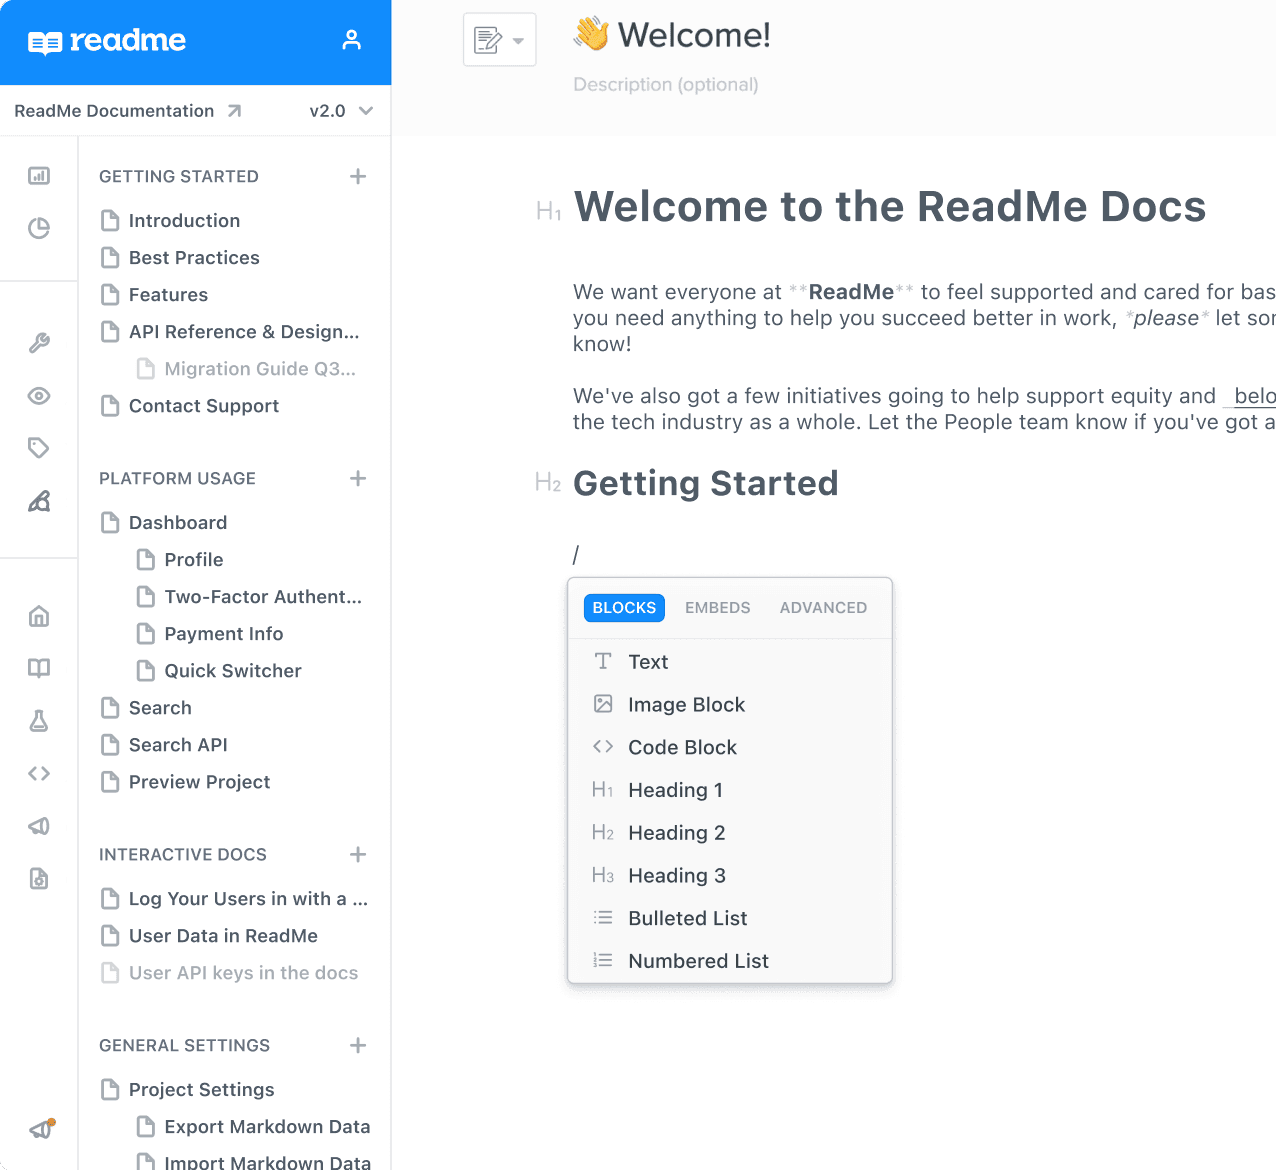 readme
ReadMe Documentation
v2.0
GETTING STARTED
Introduction
Best Practices
Features
API Reference & Design...
Migration Guide Q3...
Contact Support
PLATFORM USAGE
Dashboard
Profile
Two-Factor Authent...
Payment Info
Quick Switcher
Search
Search API
Preview Project
INTERACTIVE DOCS
Log Your Users in with a ...
User Data in ReadMe
User API keys in the docs
GENERAL SETTINGS
Project Settings
Export Markdown Data
Import Markdown Data
👋 Welcome!
Description (optional)
H1 Welcome to the ReadMe Docs
We want everyone at **ReadMe** to feel supported and cared for bas
you need anything to help you succeed better in work, *please* let sor
know!
We've also got a few initiatives going to help support equity and _belo
the tech industry as a whole. Let the People team know if you've got a
H2 Getting Started
/
BLOCKS EMBEDS ADVANCED
Text
Image Block
Code Block
H1 Heading 1
H2 Heading 2
H3 Heading 3
Bulleted List
Numbered List